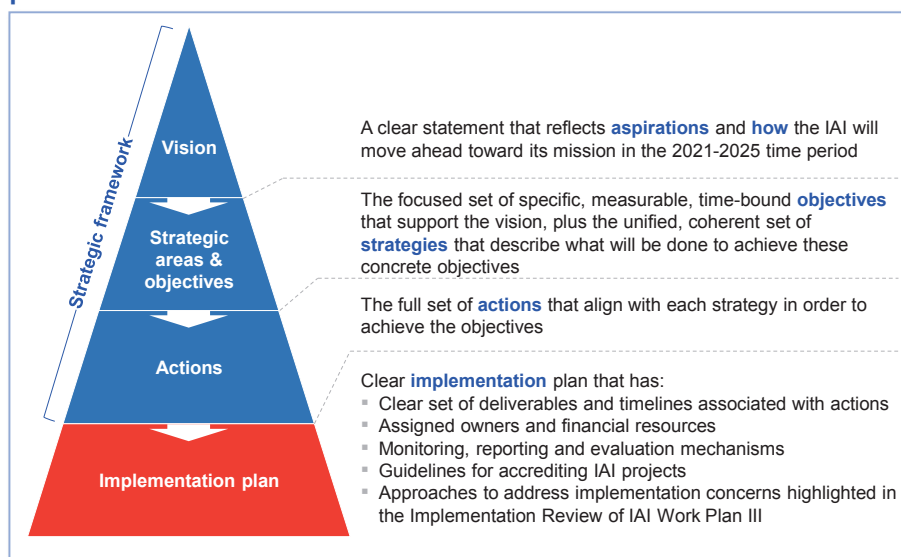 Strategic framework
Vision
A clear statement that reflects aspirations and how the IAI will
move ahead toward its mission in the 2021-2025 time period
Strategic
areas &
objectives
The focused set of specific, measurable, time-bound objectives
that support the vision, plus the unified, coherent set of
strategies that describe what will be done to achieve these
concrete objectives
Actions
The full set of actions that align with each strategy in order to
achieve the objectives
Implementation plan
Clear implementation plan that has:
▪ Clear set of deliverables and timelines associated with actions
▪ Assigned owners and financial resources
▪ Monitoring, reporting and evaluation mechanisms
▪ Guidelines for accrediting IAI projects
▪ Approaches to address implementation concerns highlighted in
the Implementation Review of IAI Work Plan III